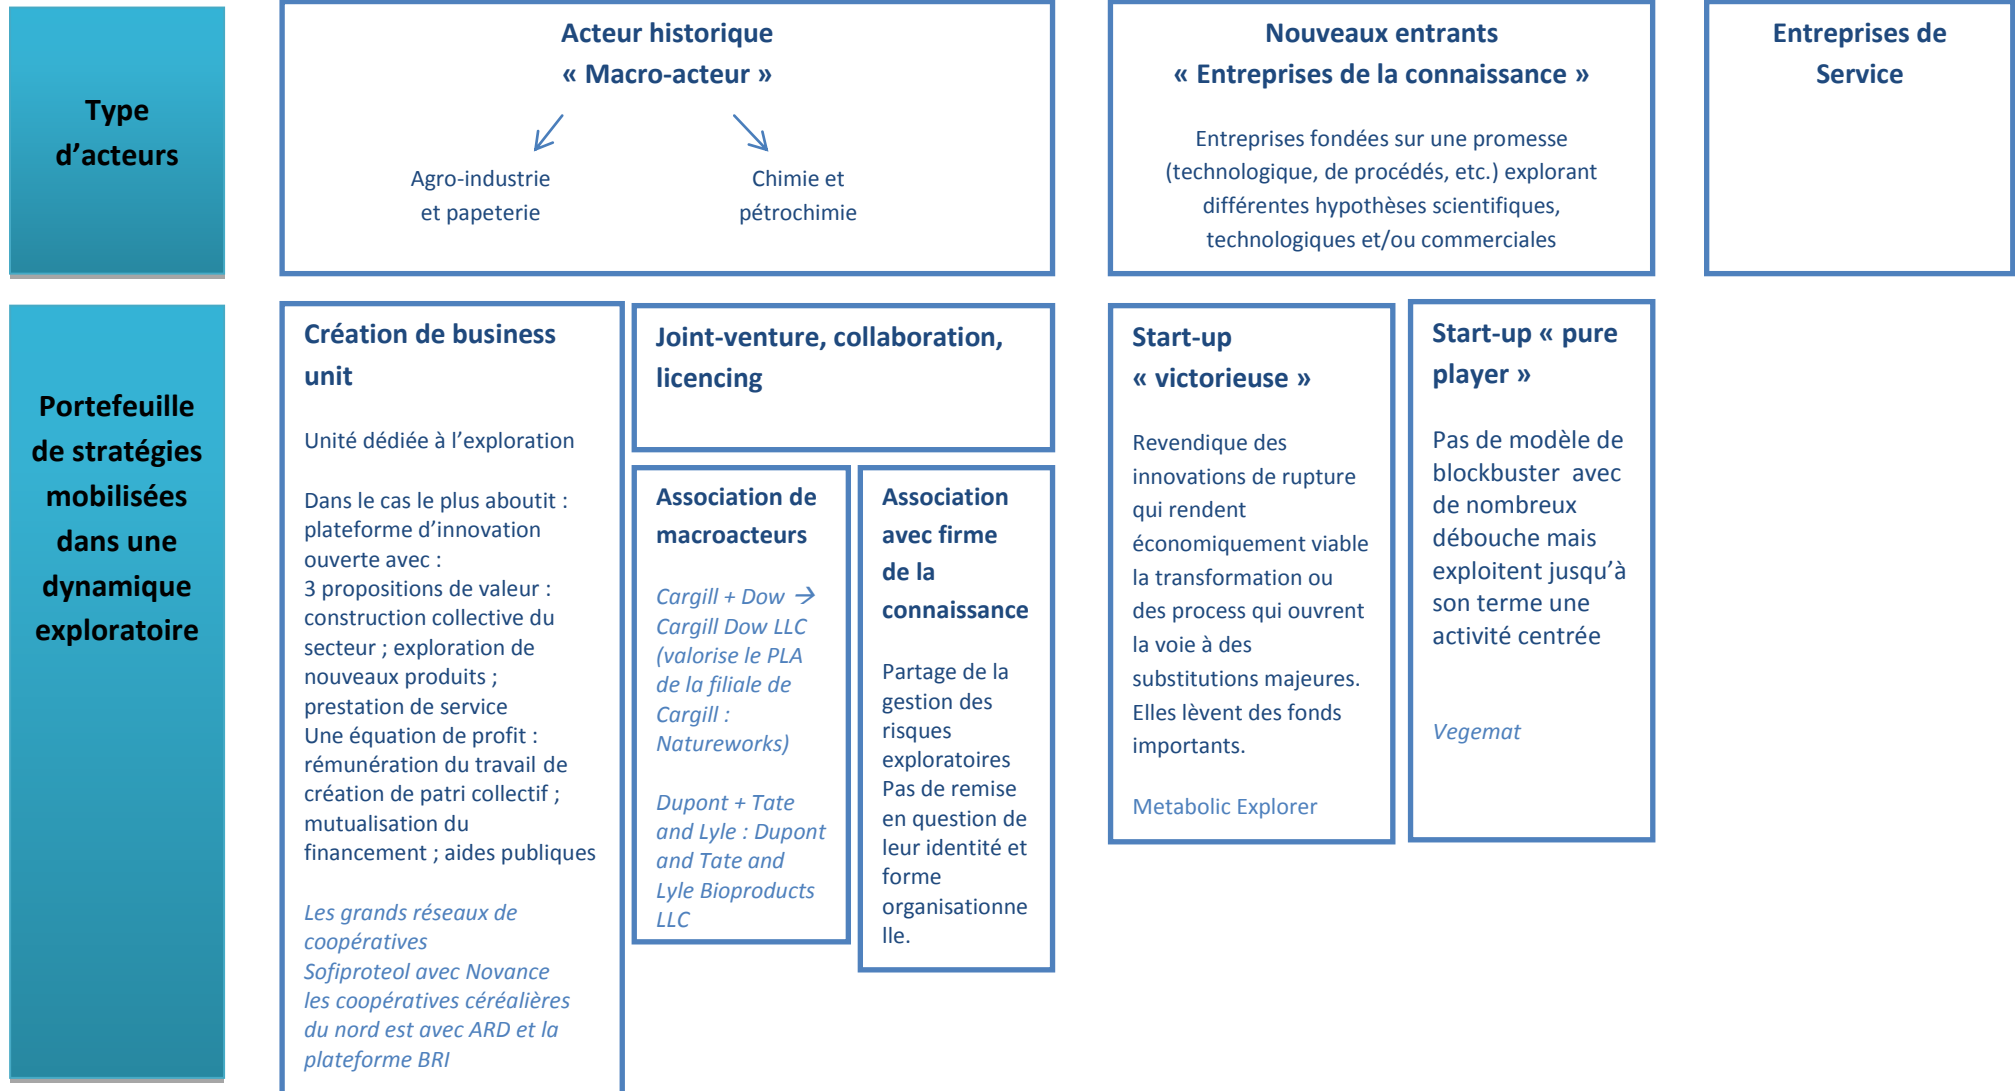 Type
d’acteurs
Acteur historique
« Macro-acteur »
Agro-industrie
et papeterie
Chimie et
pétrochimie
Nouveaux entrants
« Entreprises de la connaissance »
Entreprises fondées sur une promesse
(technologique, de procédés, etc.) explorant
différentes hypothèses scientifiques,
technologiques et/ou commerciales
Entreprises de
Service
Portefeuille
de stratégies
mobilisées
dans une
dynamique
exploratoire
Création de business
unit
Unité dédiée à l’exploration
Dans le cas le plus aboutit :
plateforme d’innovation
ouverte avec :
3 propositions de valeur :
construction collective du
secteur ; exploration de
nouveaux produits ;
prestation de service
Une équation de profit :
rémunération du travail de
création de patri collectif ;
mutualisation du
financement ; aides publiques
Les grands réseaux de
coopératives
Sofiproteol avec Novance
les coopératives céréalières
du nord est avec ARD et la
plateforme BRI
Joint-venture, collaboration,
licencing
Association de
macroacteurs
Cargill + Dow →
Cargill Dow LLC
(valorise le PLA
de la filiale de
Cargill :
Natureworks)
Dupont + Tate
and Lyle : Dupont
and Tate and
Lyle Bioproducts
LLC
Association
avec firme
de la
connaissance
Partage de la
gestion des
risques
exploratoires
Pas de remise
en question de
leur identité et
forme
organisationne
lle.
Start-up
« victorieuse »
Revendique des
innovations de rupture
qui rendent
économiquement viable
la transformation ou
des process qui ouvrent
la voie à des
substitutions majeures.
Elles lèvent des fonds
importants.
Metabolic Explorer
Start-up « pure
player »
Pas de modèle de
blockbuster avec
de nombreux
débouche mais
exploitent jusqu’à
son terme une
activité centrée
Vegemat